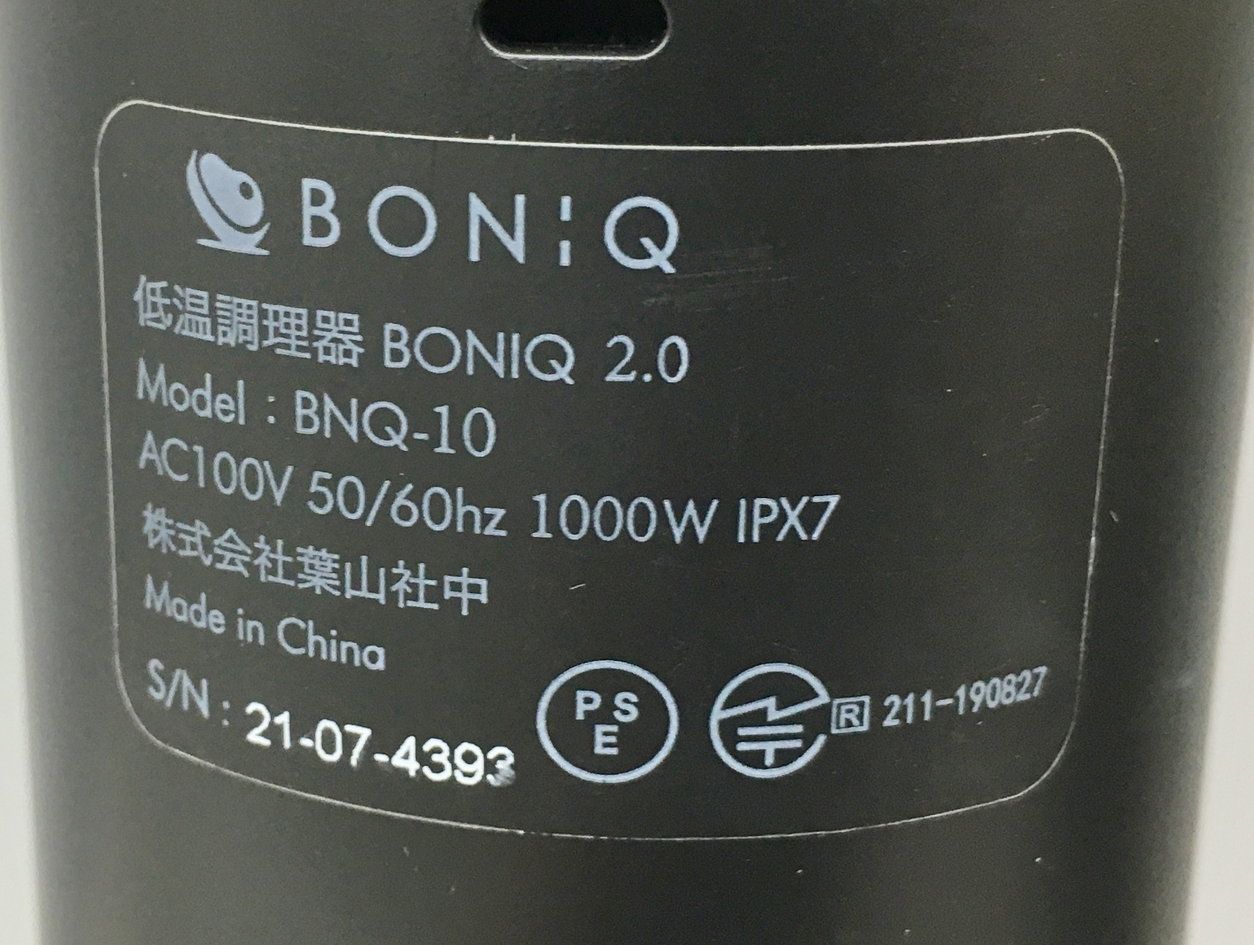 BONIQ
低温調理器 BONIQ 2.0
Model : BNQ-10
AC100V 50/60hz 1000W IPX7
株式会社葉山社中
Made in China
S/N : 21-07-4393
PSE
R 211-190827